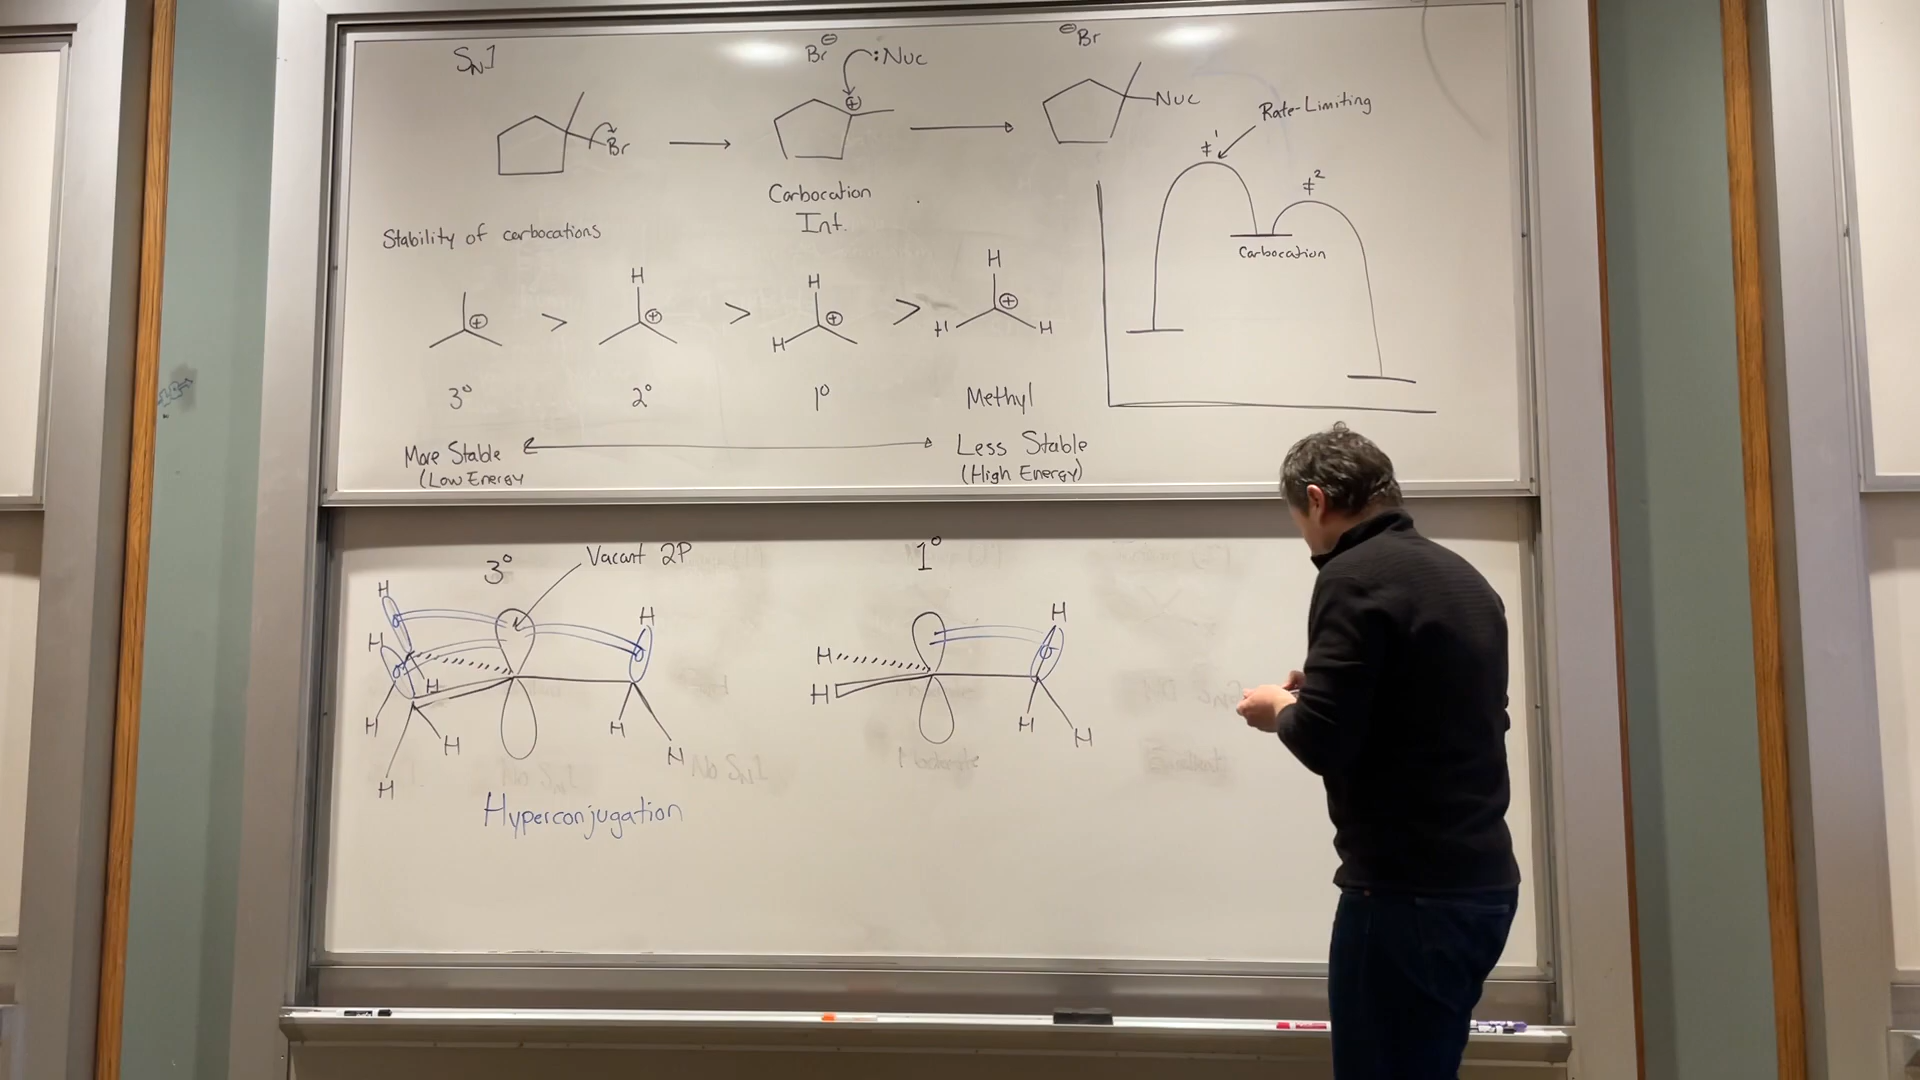 SN1
Br⊖ :Nuc
⊖Br
Br
⊕
Nuc
Rate-Limiting
‡1
‡2
Carbocation
Int.
Carbocation
Stability of carbocations
⊕ > H ⊕ > H H ⊕ > H H H ⊕
3° 2° 1° Methyl
More Stable Less Stable
(Low Energy (High Energy)
3° Vacant 2P 1°
H H H
H H H
H
H H H H
H H
H
Hyperconjugation